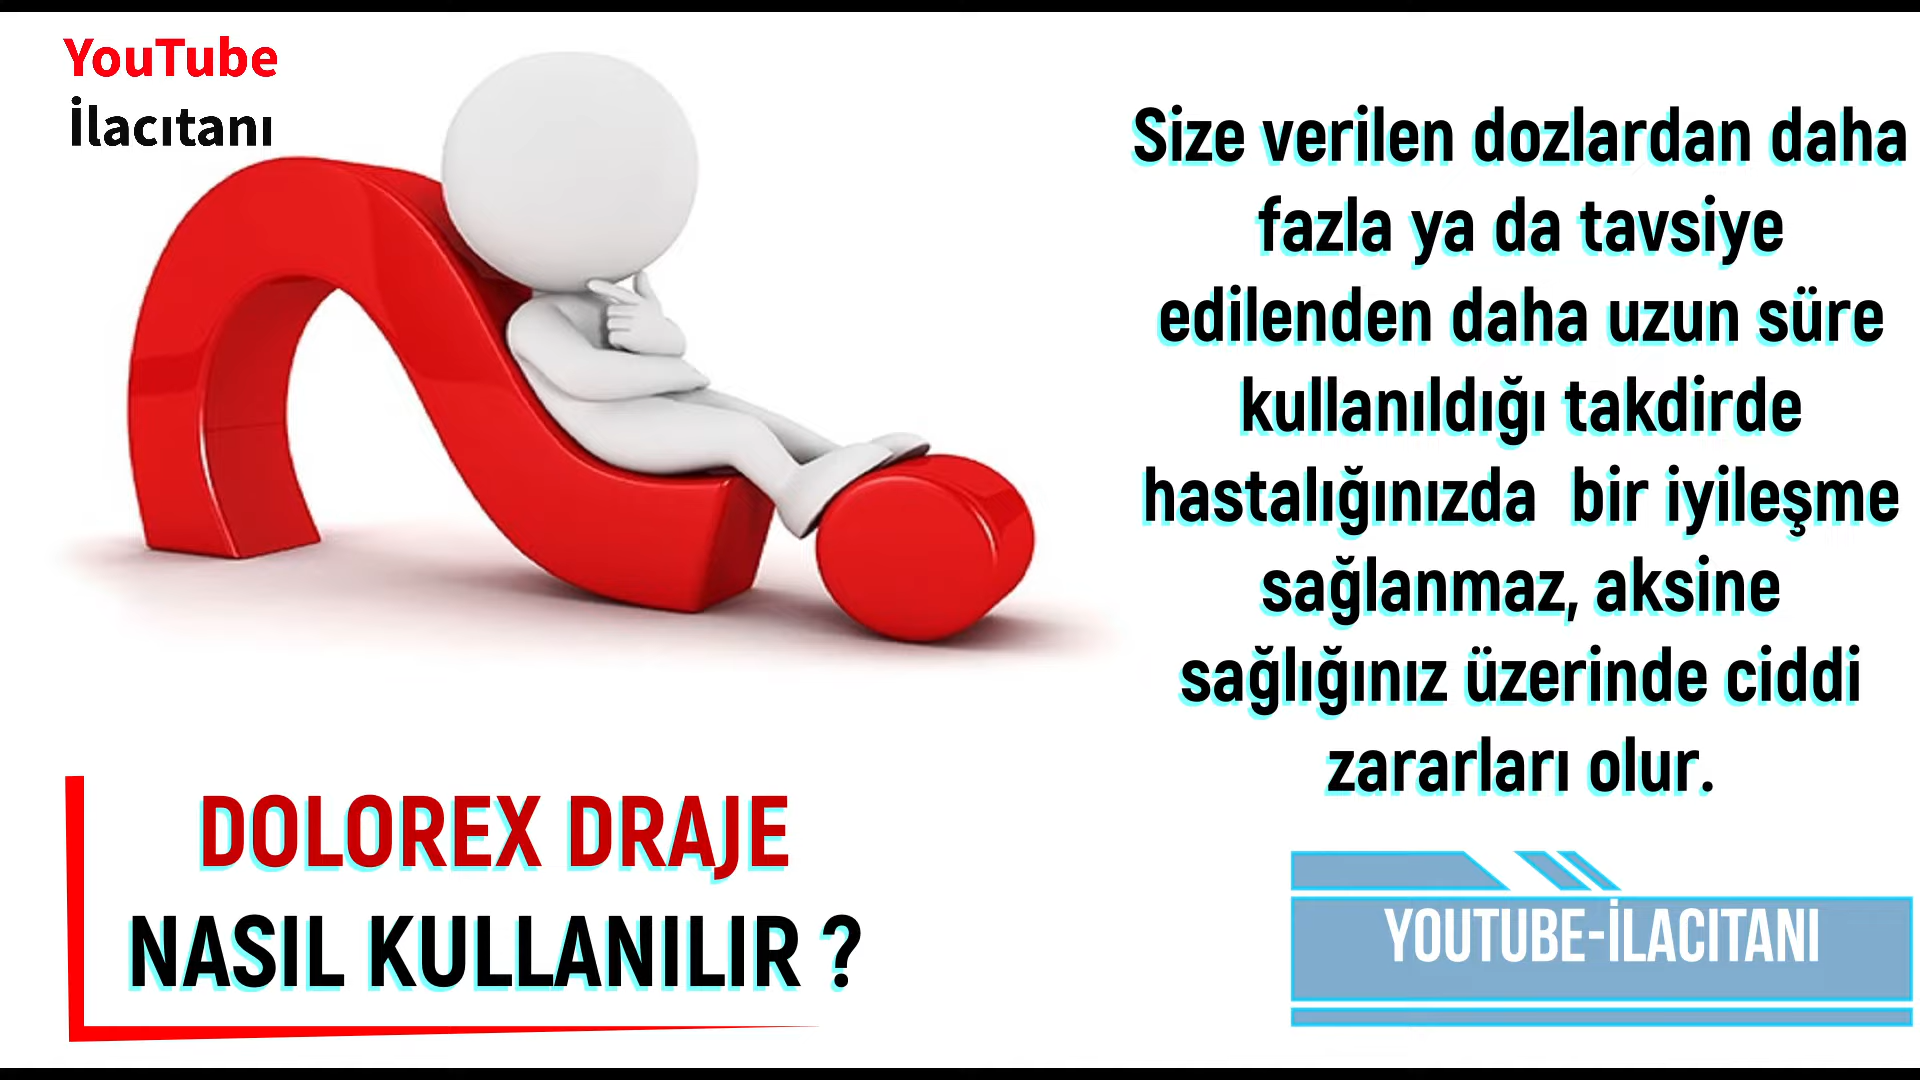 YouTube
İlacıtanı
Size verilen dozlardan daha
fazla ya da tavsiye
edilenden daha uzun süre
kullanıldığı takdirde
hastalığınızda  bir iyileşme
sağlanmaz, aksine
sağlığınız üzerinde ciddi
zararları olur.
DOLOREX DRAJE
NASIL KULLANILIR ?
YOUTUBE-İLACITANI